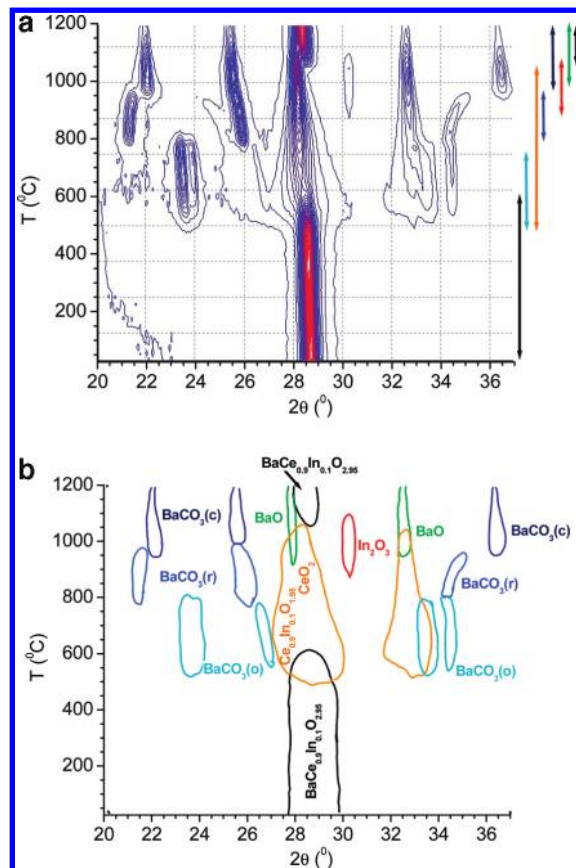 a
1200
1000
800
600
400
200
T (⁰C)
20 22 24 26 28 30 32 34 36
2θ (⁰)
b
BaCe₀.₉In₀.₁O₂.₉₅
1200
1000
800
600
400
200
T (⁰C)
BaCO₃(c)
BaO
BaO
BaCO₃(c)
In₂O₃
BaCO₃(r)
CeO₂
BaCO₃(r)
Ce₀.₉In₀.₁O₁.₉₅
BaCO₃(o)
BaCO₃(o)
BaCe₀.₉In₀.₁O₂.₉₅
20 22 24 26 28 30 32 34 36
2θ (⁰)